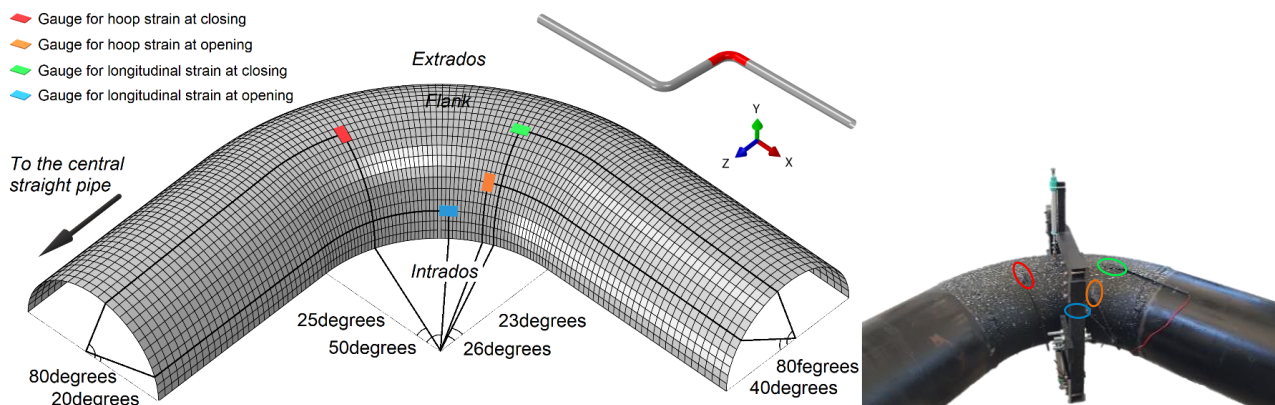 Gauge for hoop strain at closing
Gauge for hoop strain at opening
Gauge for longitudinal strain at closing
Gauge for longitudinal strain at opening
Extrados
Flank
To the central
straight pipe
Y
Z
X
Intrados
25degrees
50degrees
23degrees
26degrees
80degrees
20degrees
80fegrees
40degrees